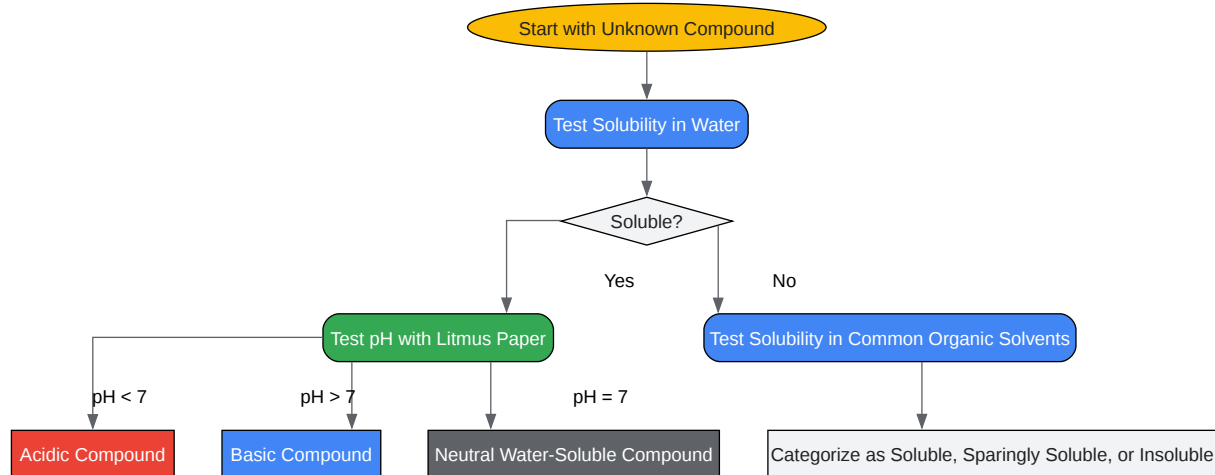 Start with Unknown Compound
Test Solubility in Water
Soluble?
Yes
No
Test pH with Litmus Paper
Test Solubility in Common Organic Solvents
pH < 7
pH > 7
pH = 7
Acidic Compound
Basic Compound
Neutral Water-Soluble Compound
Categorize as Soluble, Sparingly Soluble, or Insoluble